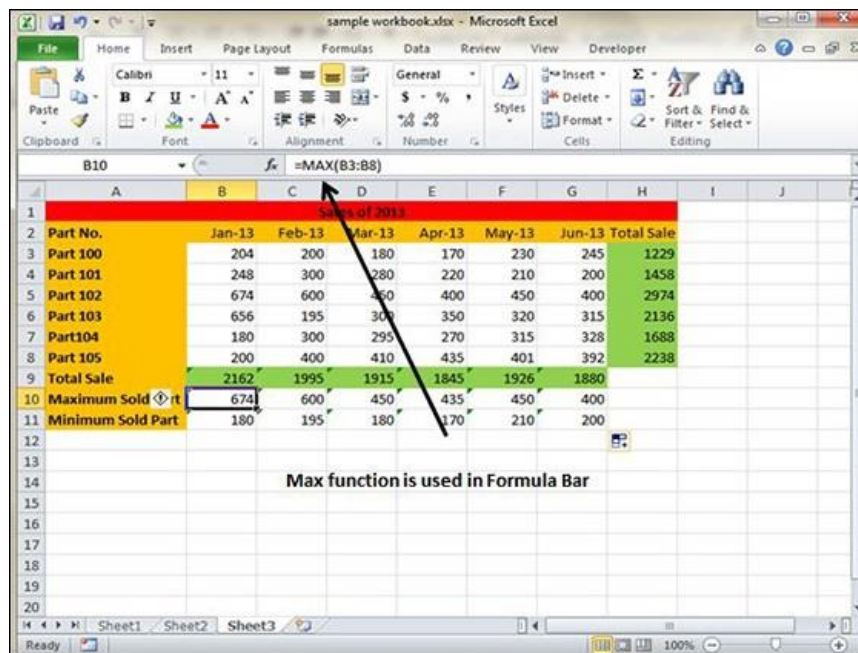 sample workbook.xlsx - Microsoft Excel
File Home Insert Page Layout Formulas Data Review View Developer
Paste
Calibri 11
B I U
General
$ - % ,
Styles
Insert
Delete
Format
Sort & Filter
Find & Select
Clipboard Font Alignment Number Cells Editing
B10 fx =MAX(B3:B8)
A B C D E F G H I J
1 Sales of 2013
2 Part No. Jan-13 Feb-13 Mar-13 Apr-13 May-13 Jun-13 Total Sale
3 Part 100 204 200 180 170 230 245 1229
4 Part 101 248 300 280 220 210 200 1458
5 Part 102 674 600 450 400 450 400 2974
6 Part 103 656 195 300 350 320 315 2136
7 Part104 180 300 295 270 315 328 1688
8 Part 105 200 400 410 435 401 392 2238
9 Total Sale 2162 1995 1915 1845 1926 1880
10 Maximum Sold rt 674 600 450 435 450 400
11 Minimum Sold Part 180 195 180 170 210 200
12
13
14 Max function is used in Formula Bar
15
16
17
18
19
20
Sheet1 Sheet2 Sheet3
Ready 100%